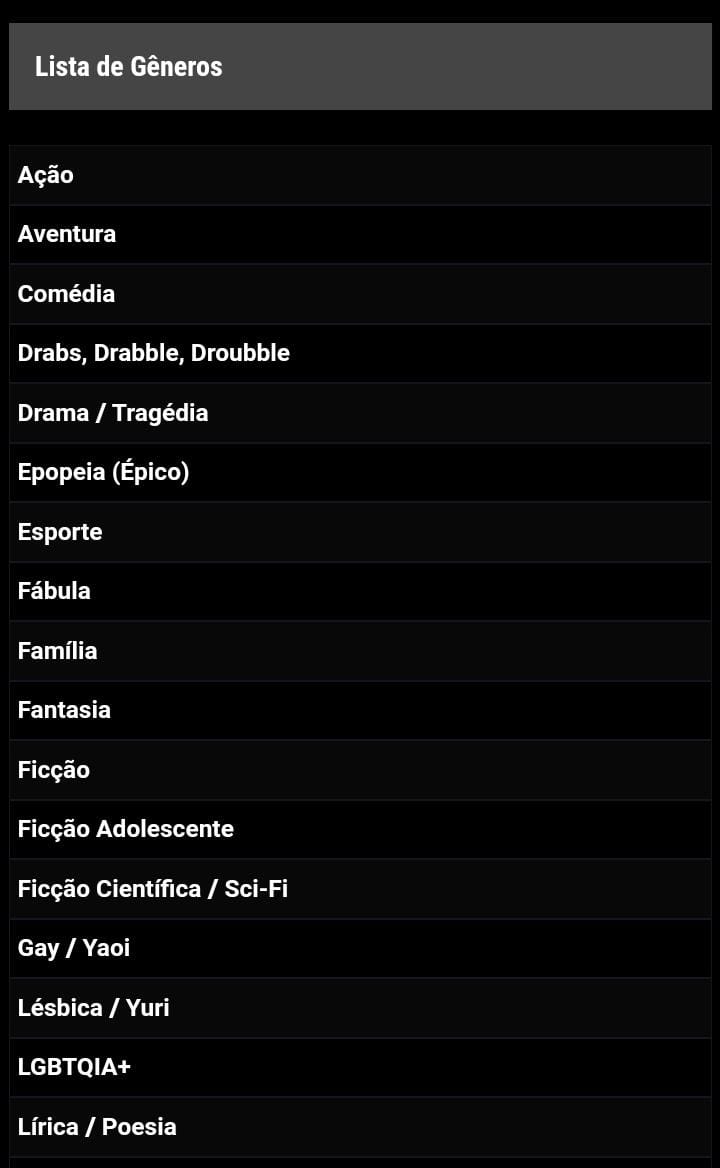 Lista de Gêneros
Ação
Aventura
Comédia
Drabs, Drabble, Droubble
Drama / Tragédia
Epopeia (Épico)
Esporte
Fábula
Família
Fantasia
Ficção
Ficção Adolescente
Ficção Científica / Sci-Fi
Gay / Yaoi
Lésbica / Yuri
LGBTQIA+
Lírica / Poesia